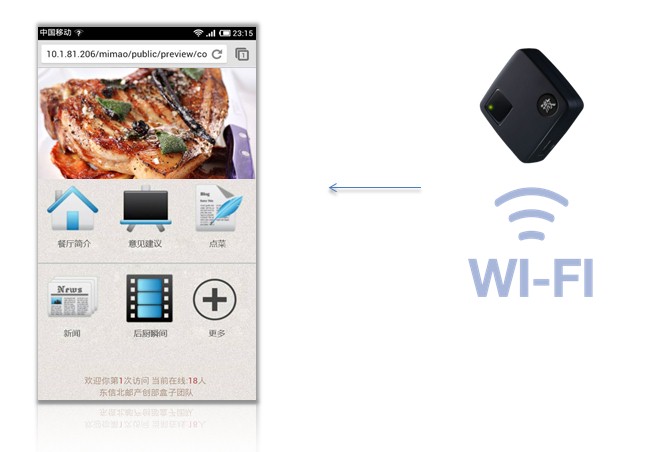 中国移动
23:15
10.1.81.206/mimao/public/preview/co
1
餐厅简介
意见建议
Blog
点菜
News
新闻
后厨瞬间
更多
欢迎你第1次访问 当前在线:18人
东信北邮产创部盒子团队
WI-FI